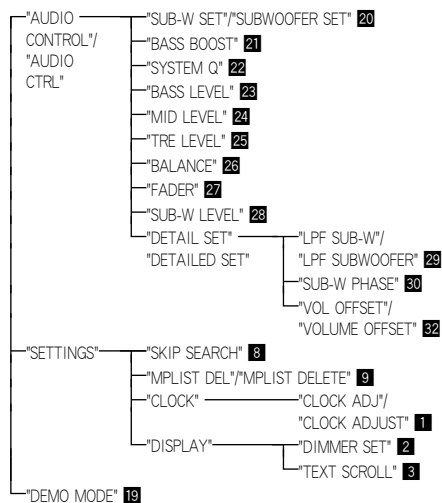 "AUDIO
CONTROL"/
"AUDIO
CTRL"
"SUB-W SET"/"SUBWOOFER SET" 20
"BASS BOOST" 21
"SYSTEM Q" 22
"BASS LEVEL" 23
"MID LEVEL" 24
"TRE LEVEL" 25
"BALANCE" 26
"FADER" 27
"SUB-W LEVEL" 28
"DETAIL SET"
"DETAILED SET"
"LPF SUB-W"/
"LPF SUBWOOFER" 29
"SUB-W PHASE" 30
"VOL OFFSET"/
"VOLUME OFFSET" 32
"SETTINGS"
"SKIP SEARCH" 8
"MPLIST DEL"/"MPLIST DELETE" 9
"CLOCK"
"CLOCK ADJ"/
"CLOCK ADJUST" 1
"DISPLAY"
"DIMMER SET" 2
"TEXT SCROLL" 3
"DEMO MODE" 19